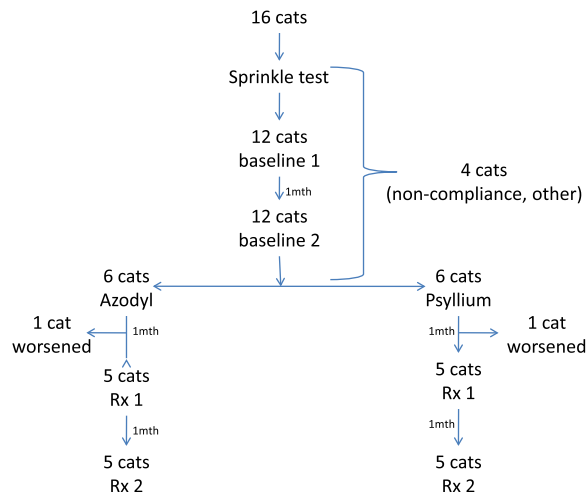 16 cats
Sprinkle test
12 cats
baseline 1
1mth
4 cats
(non-compliance, other)
12 cats
baseline 2
6 cats
Azodyl
6 cats
Psyllium
1 cat
worsened
1mth
1mth
1 cat
worsened
5 cats
Rx 1
5 cats
Rx 1
1mth
1mth
5 cats
Rx 2
5 cats
Rx 2